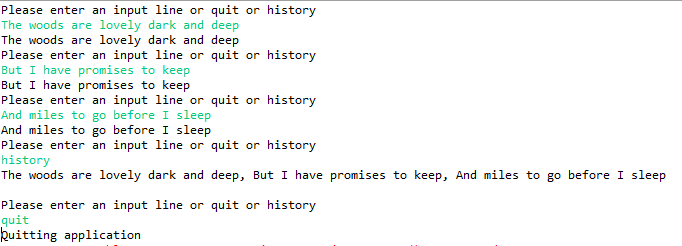 Please enter an input line or quit or history
The woods are lovely dark and deep
The woods are lovely dark and deep
Please enter an input line or quit or history
But I have promises to keep
But I have promises to keep
Please enter an input line or quit or history
And miles to go before I sleep
And miles to go before I sleep
Please enter an input line or quit or history
history
The woods are lovely dark and deep, But I have promises to keep, And miles to go before I sleep
Please enter an input line or quit or history
quit
Quitting application